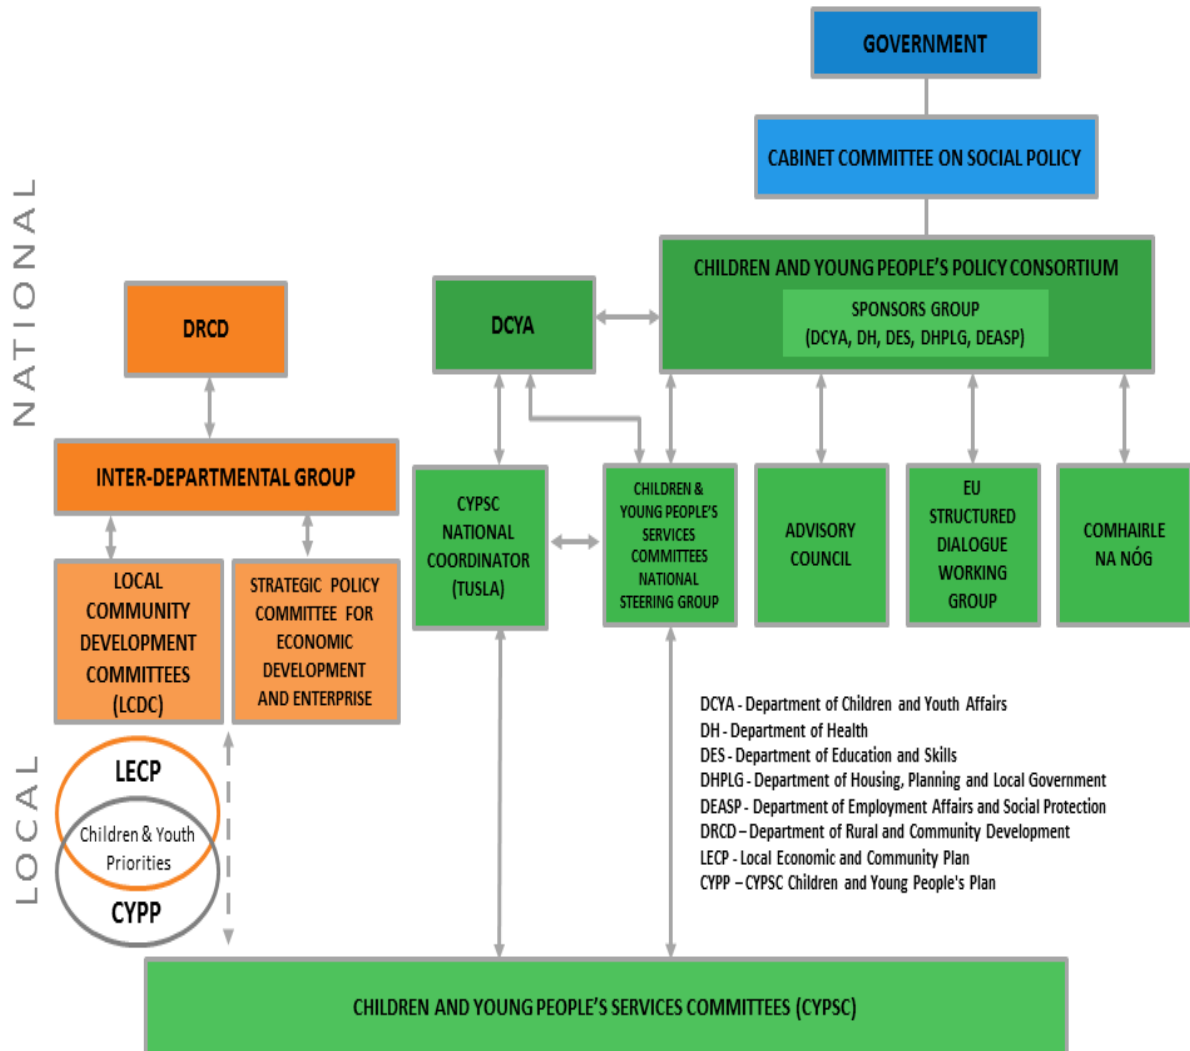 GOVERNMENT
CABINET COMMITTEE ON SOCIAL POLICY
NATIONAL
CHILDREN AND YOUNG PEOPLE'S POLICY CONSORTIUM
SPONSORS GROUP
(DCYA, DH, DES, DHPLG, DEASP)
DRCD
DCYA
INTER-DEPARTMENTAL GROUP
LOCAL
COMMUNITY
DEVELOPMENT
COMMITTEES
(LCDC)
STRATEGIC POLICY
COMMITTEE FOR
ECONOMIC
DEVELOPMENT
AND ENTERPRISE
CYPSC
NATIONAL
COORDINATOR
(TUSLA)
CHILDREN &
YOUNG PEOPLE'S
SERVICES
COMMITTEES
NATIONAL
STEERING GROUP
ADVISORY
COUNCIL
EU
STRUCTURED
DIALOGUE
WORKING
GROUP
COMHAIRLE
NA NÓG
LOCAL
LECP
Children & Youth
Priorities
CYPP
DCYA - Department of Children and Youth Affairs
DH - Department of Health
DES - Department of Education and Skills
DHPLG - Department of Housing, Planning and Local Government
DEASP - Department of Employment Affairs and Social Protection
DRCD – Department of Rural and Community Development
LECP - Local Economic and Community Plan
CYPP – CYPSC Children and Young People's Plan
CHILDREN AND YOUNG PEOPLE'S SERVICES COMMITTEES (CYPSC)